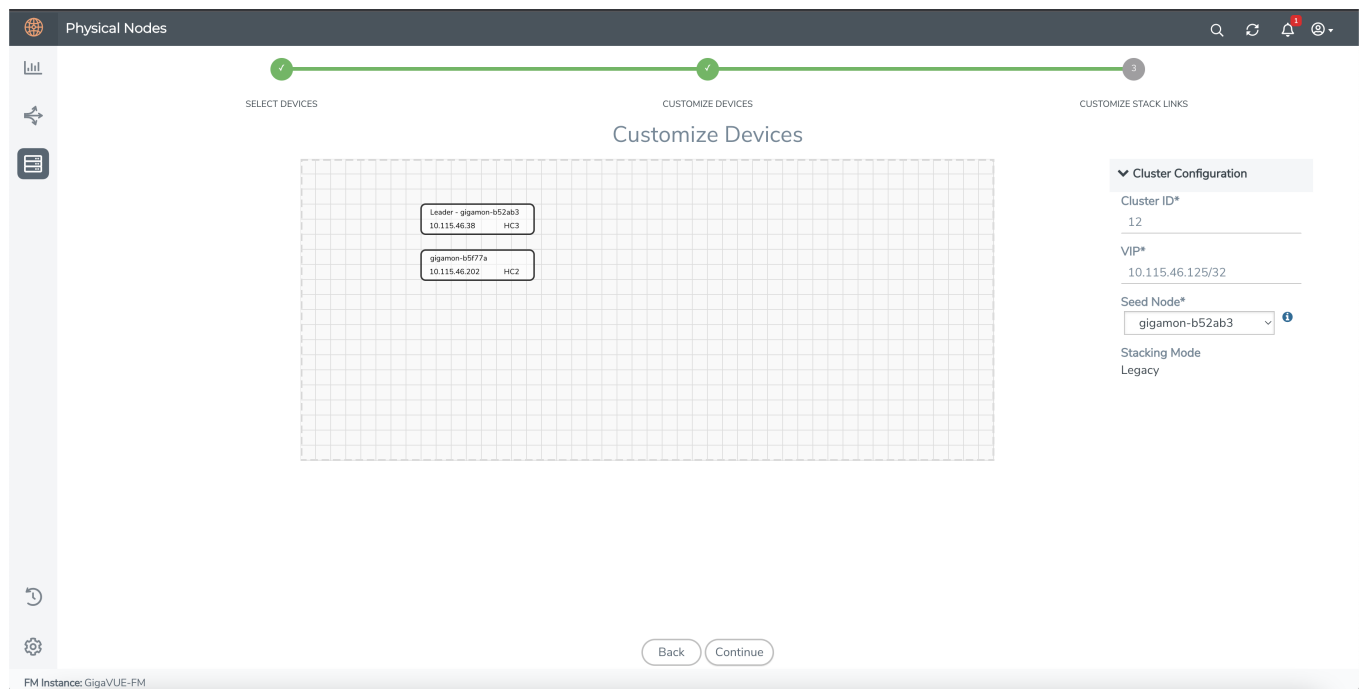 Physical Nodes
1
✓ ✓ 3
SELECT DEVICES CUSTOMIZE DEVICES CUSTOMIZE STACK LINKS
Customize Devices
Leader - gigamon-b52ab3
10.115.46.38 HC3
gigamon-b5f77a
10.115.46.202 HC2
Cluster Configuration
Cluster ID*
12
VIP*
10.115.46.125/32
Seed Node*
gigamon-b52ab3
Stacking Mode
Legacy
Back Continue
FM Instance: GigaVUE-FM